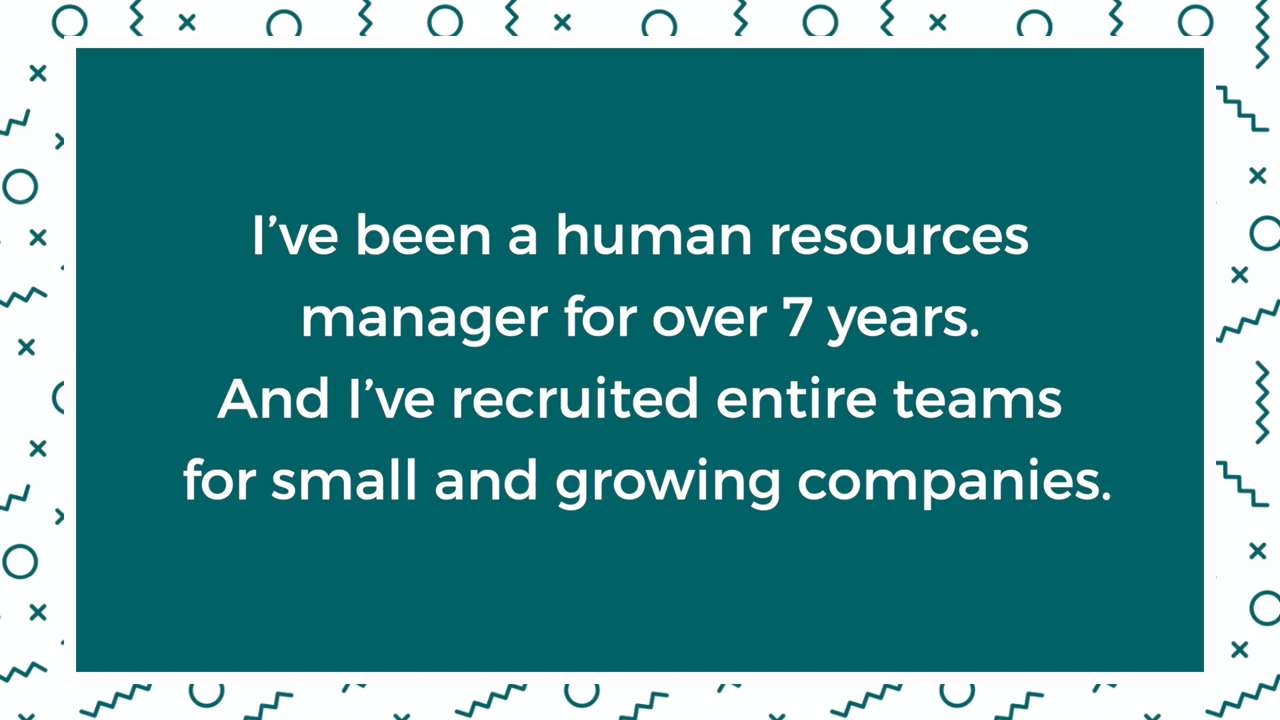 I’ve been a human resources
manager for over 7 years.
And I’ve recruited entire teams
for small and growing companies.